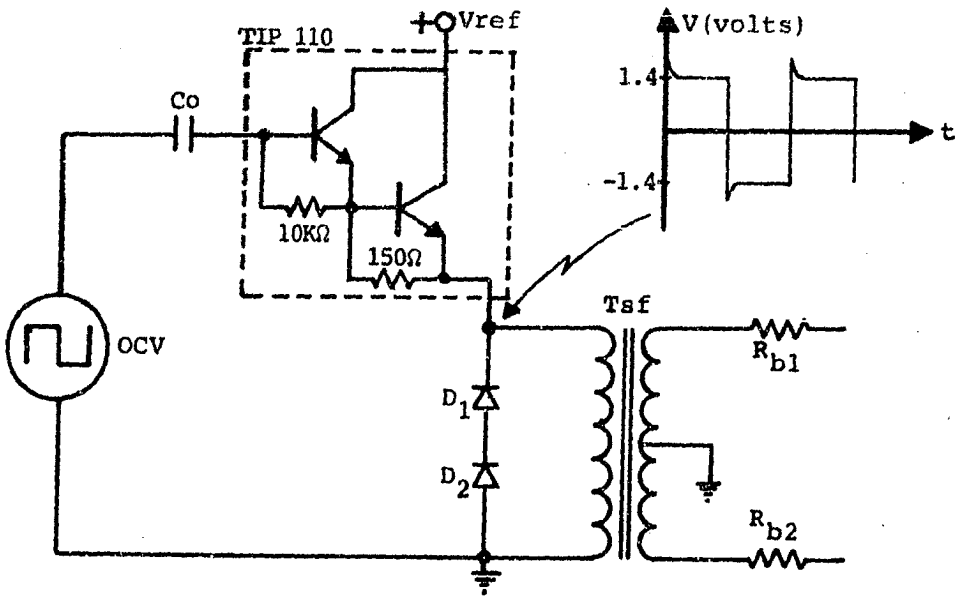 TIP 110
+ Vref
Co
10KΩ
150Ω
OCV
D1
D2
Tsf
Rb1
Rb2
V(volts)
1.4
-1.4
t